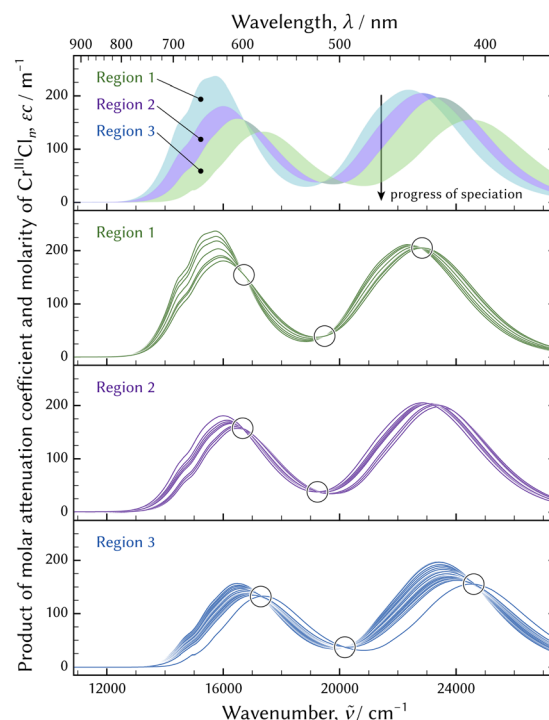 Wavelength, λ / nm
900 800 700 600 500 400
Product of molar attenuation coefficient and molarity of CrᴵᴵᴵClₙ, εc / m⁻¹
Region 1
Region 2
Region 3
progress of speciation
200
100
0
Region 1
200
100
0
Region 2
200
100
0
Region 3
200
100
0
12000 16000 20000 24000
Wavenumber, ṽ / cm⁻¹